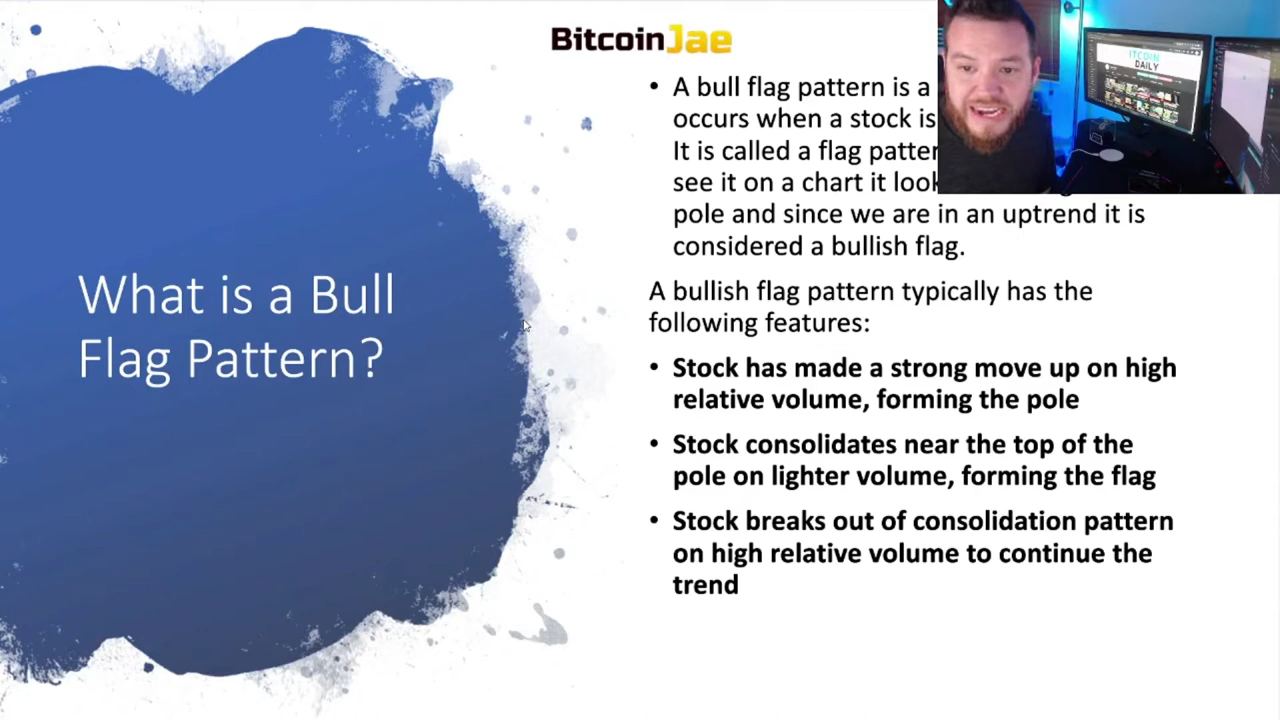 What is a Bull
Flag Pattern?
BitcoinJae
• A bull flag pattern is a
occurs when a stock is
It is called a flag patter
see it on a chart it look
pole and since we are in an uptrend it is
considered a bullish flag.
A bullish flag pattern typically has the
following features:
• Stock has made a strong move up on high
relative volume, forming the pole
• Stock consolidates near the top of the
pole on lighter volume, forming the flag
• Stock breaks out of consolidation pattern
on high relative volume to continue the
trend
ITCOIN
DAILY